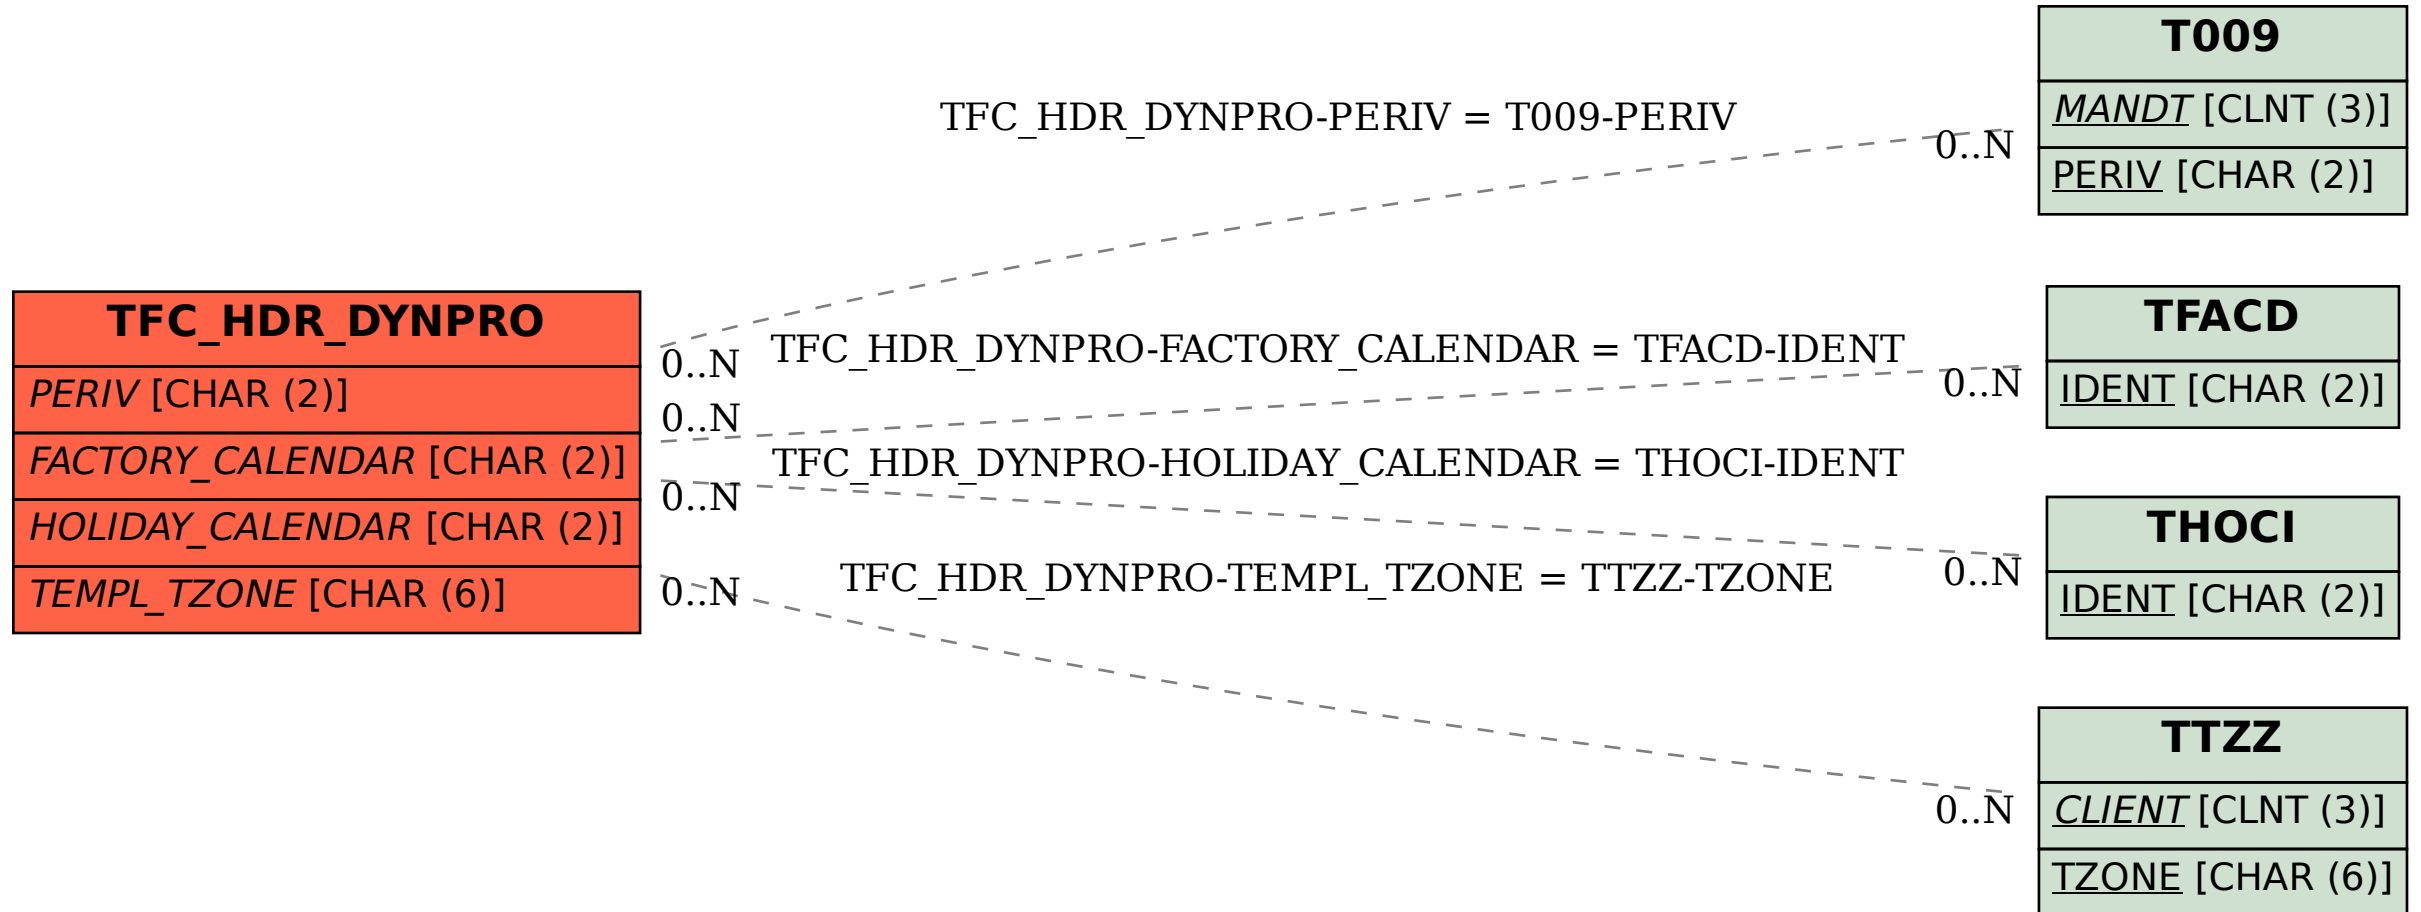 T009
MANDT [CLNT (3)]
PERIV [CHAR (2)]
TFC_HDR_DYNPRO-PERIV = T009-PERIV
0..N
TFC_HDR_DYNPRO
PERIV [CHAR (2)]
FACTORY_CALENDAR [CHAR (2)]
HOLIDAY_CALENDAR [CHAR (2)]
TEMPL_TZONE [CHAR (6)]
0..N
TFC_HDR_DYNPRO-FACTORY_CALENDAR = TFACD-IDENT
0..N
0..N
TFACD
IDENT [CHAR (2)]
TFC_HDR_DYNPRO-HOLIDAY_CALENDAR = THOCI-IDENT
0..N
0..N
THOCI
IDENT [CHAR (2)]
TFC_HDR_DYNPRO-TEMPL_TZONE = TTZZ-TZONE
0..N
0..N
TTZZ
CLIENT [CLNT (3)]
TZONE [CHAR (6)]